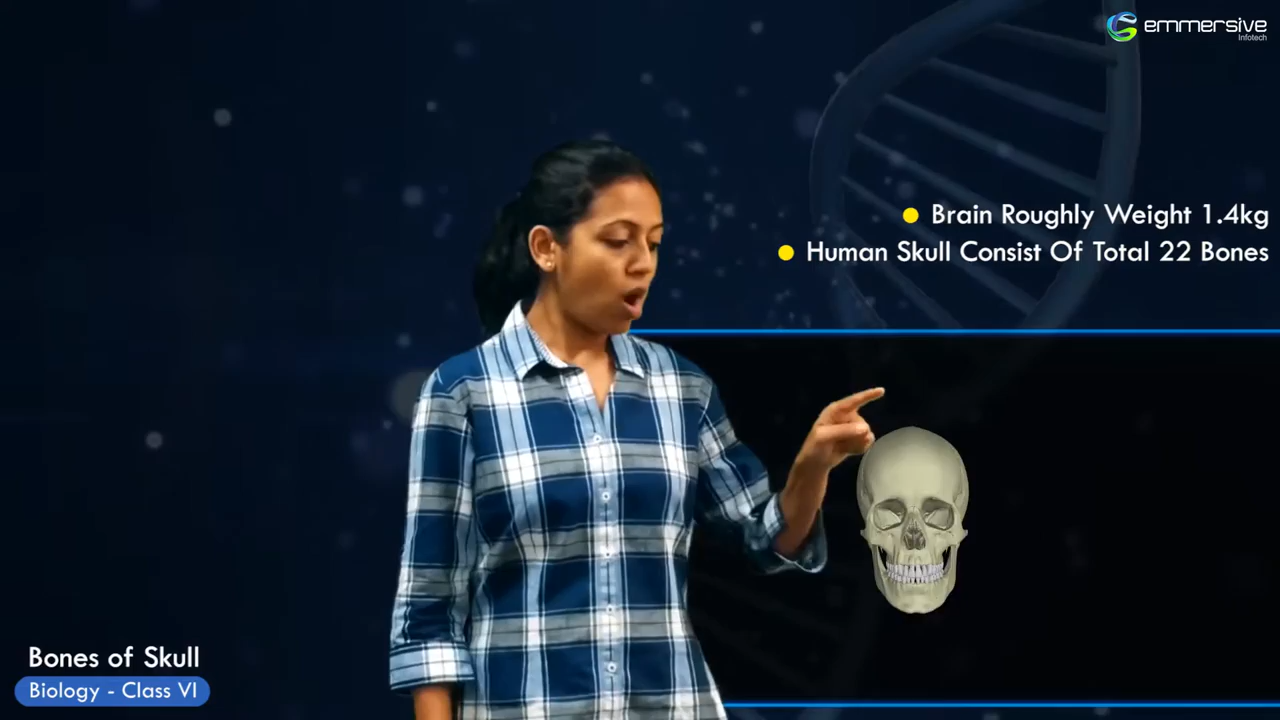 emmersive
Infotech
Brain Roughly Weight 1.4kg
Human Skull Consist Of Total 22 Bones
Bones of Skull
Biology - Class VI